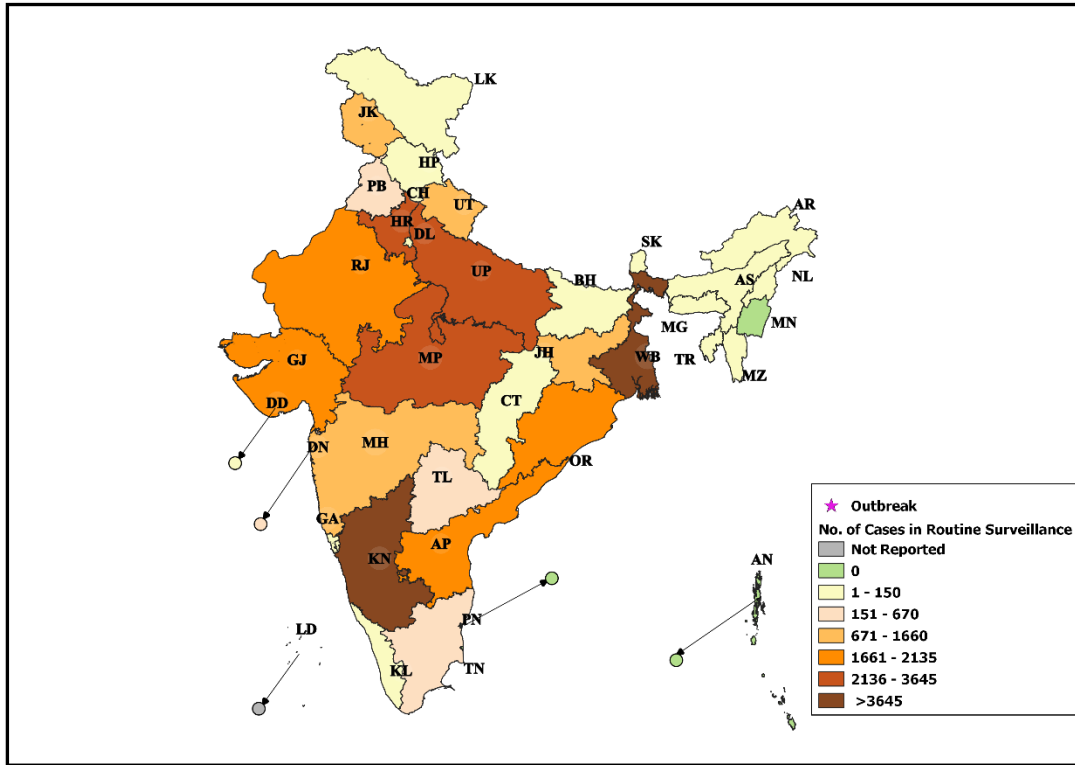 LK
JK
HP
PB
CH
UT
AR
HR
DL
SK
RJ
UP
BH
AS
NL
MG
MN
GJ
MP
JH
WB
TR
MZ
DD
CT
DN
MH
OR
TL
GA
AP
KN
AN
PN
LD
KL
TN
Outbreak
No. of Cases in Routine Surveillance
Not Reported
0
1 - 150
151 - 670
671 - 1660
1661 - 2135
2136 - 3645
>3645